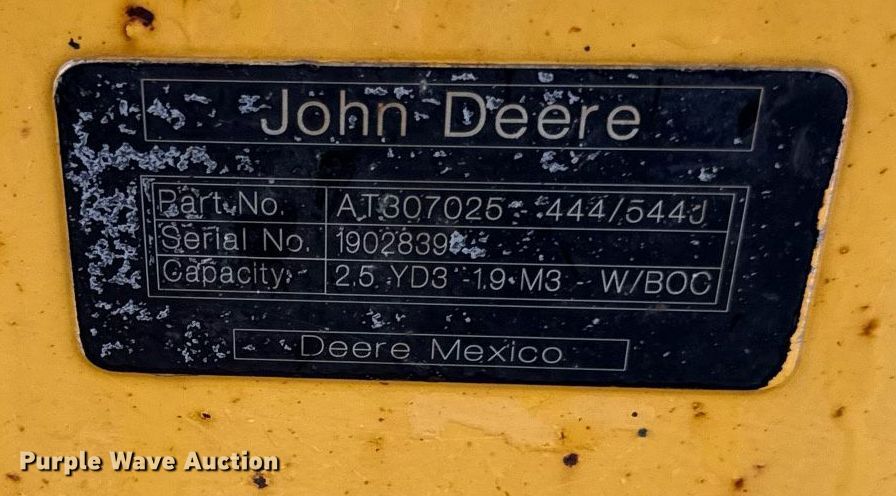 John Deere
Part No. AT307025 - 444/544J
Serial No.
Capacity: 2.5 YD3 - 1.9 M3 - W/BOC
Deere Mexico
Purple Wave Auction